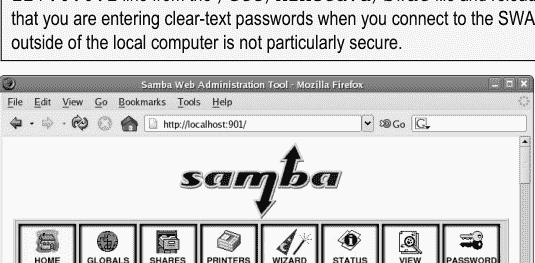 that you are entering clear-text passwords when you connect to the SWA
outside of the local computer is not particularly secure.
Samba Web Administration Tool - Mozilla Firefox
File Edit View Go Bookmarks Tools Help
http://localhost:901/ Go
samba
HOME GLOBALS SHARES PRINTERS WIZARD STATUS VIEW PASSWORD